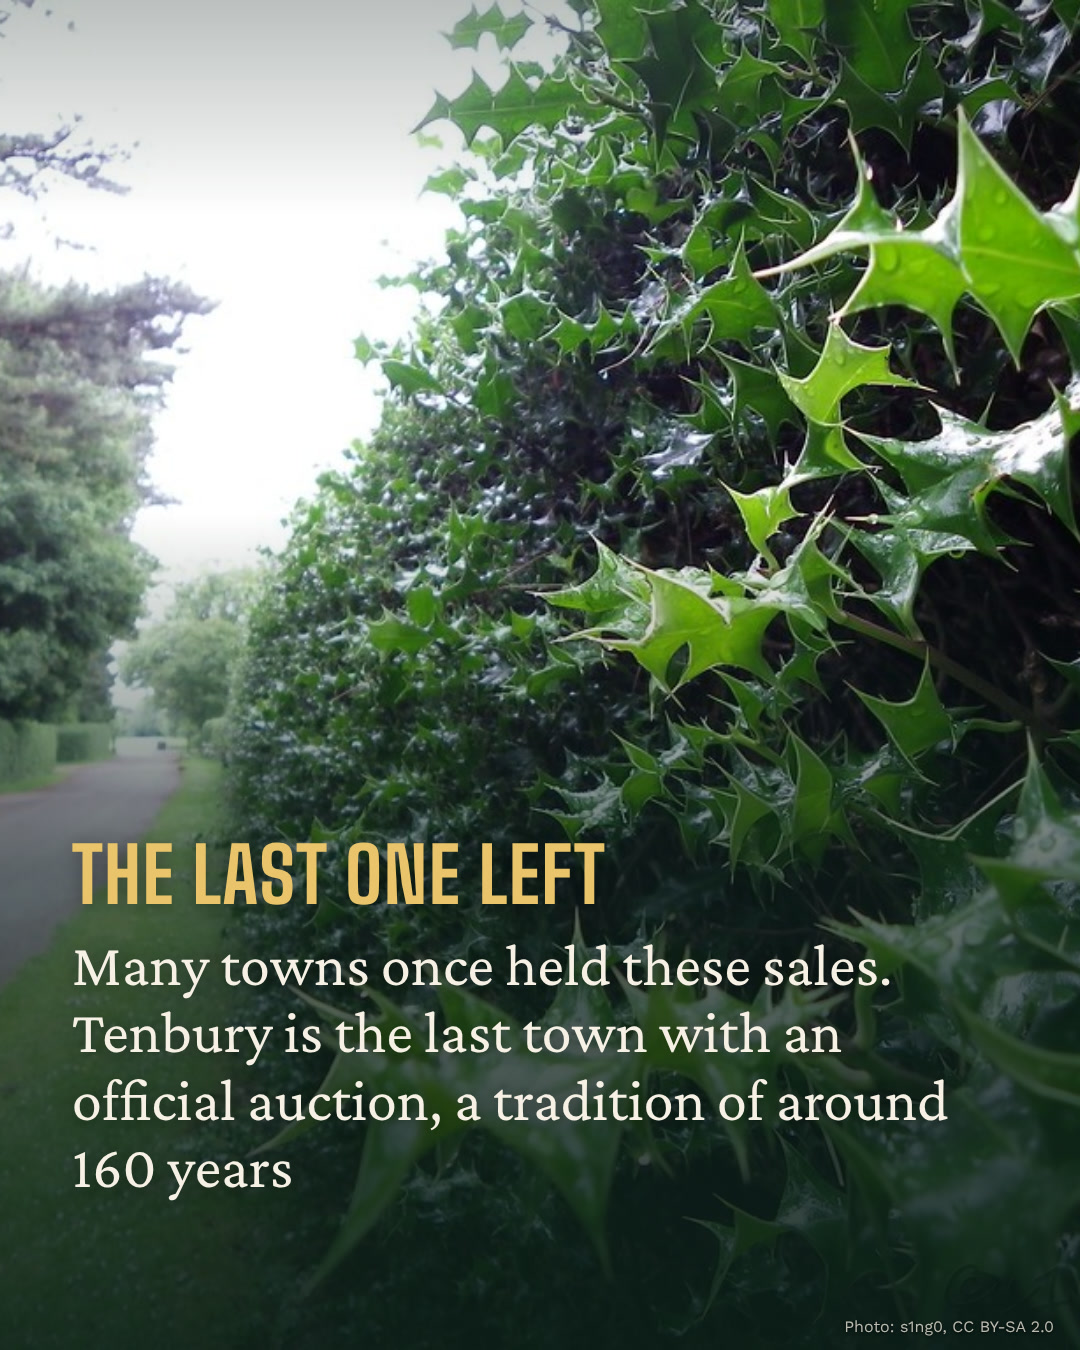 THE LAST ONE LEFT
Many towns once held these sales.
Tenbury is the last town with an
official auction, a tradition of around
160 years
Photo: s1ng0, CC BY-SA 2.0